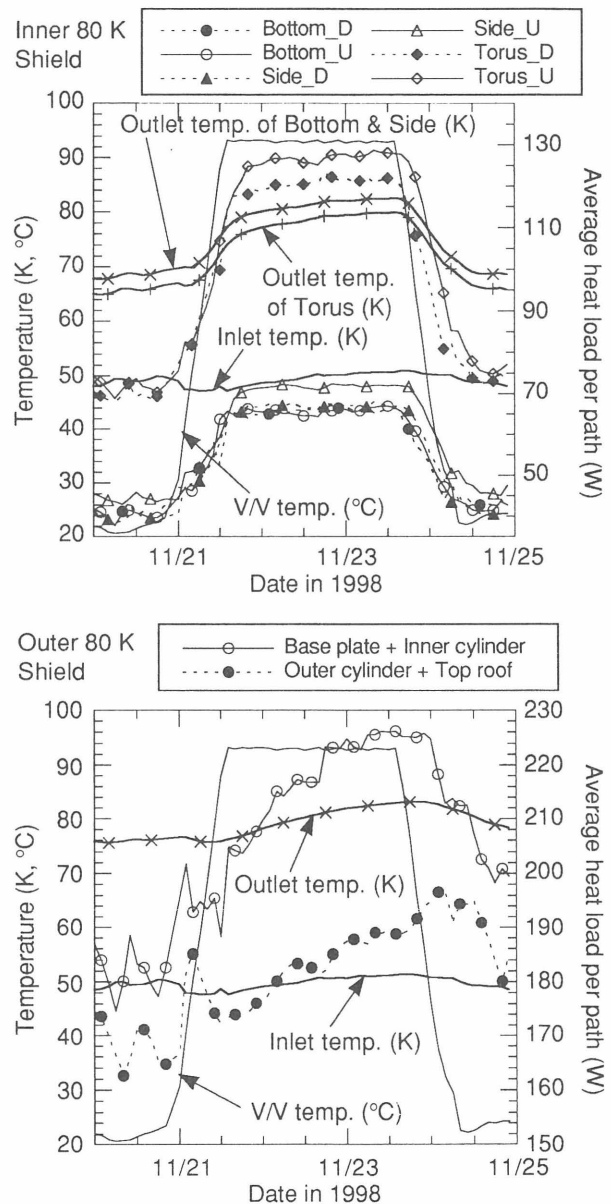 Inner 80 K
Shield
Bottom_D
Bottom_U
Side_D
Side_U
Torus_D
Torus_U
100
90
80
70
60
50
40
30
20
Temperature (K, °C)
130
110
90
70
50
Average heat load per path (W)
Outlet temp. of Bottom & Side (K)
Outlet temp.
of Torus (K)
Inlet temp. (K)
V/V temp. (°C)
11/21
11/23
11/25
Date in 1998
Outer 80 K
Shield
Base plate + Inner cylinder
Outer cylinder + Top roof
100
90
80
70
60
50
40
30
20
Temperature (K, °C)
230
220
210
200
190
180
170
160
150
Average heat load per path (W)
Outlet temp. (K)
Inlet temp. (K)
V/V temp. (°C)
11/21
11/23
11/25
Date in 1998